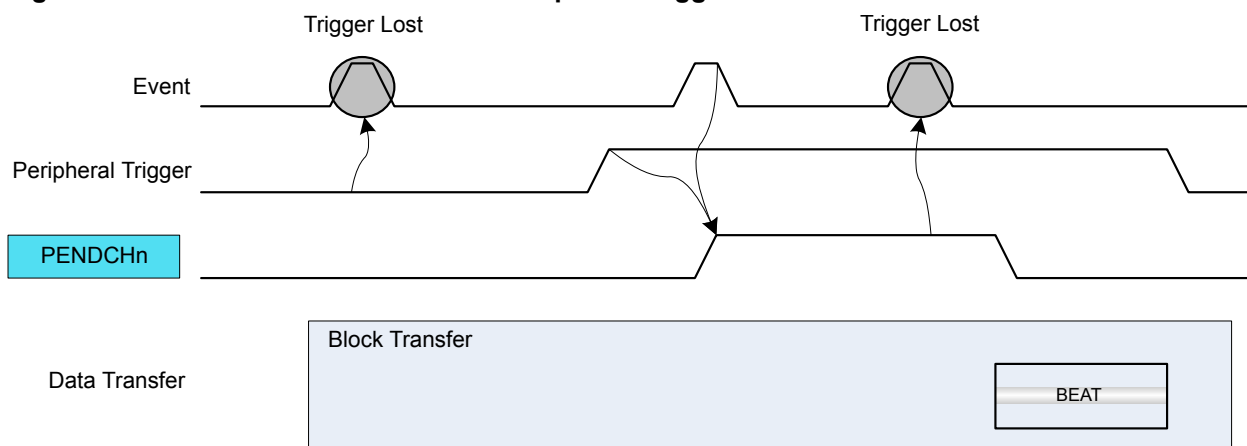 Trigger Lost
Trigger Lost
Event
Peripheral Trigger
PENDCHn
Block Transfer
Data Transfer
BEAT